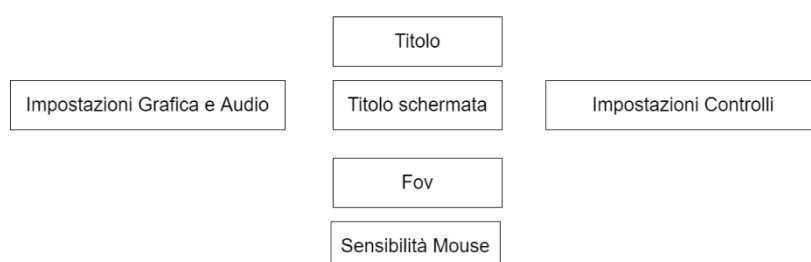 Titolo
Impostazioni Grafica e Audio
Titolo schermata
Impostazioni Controlli
Fov
Sensibilità Mouse